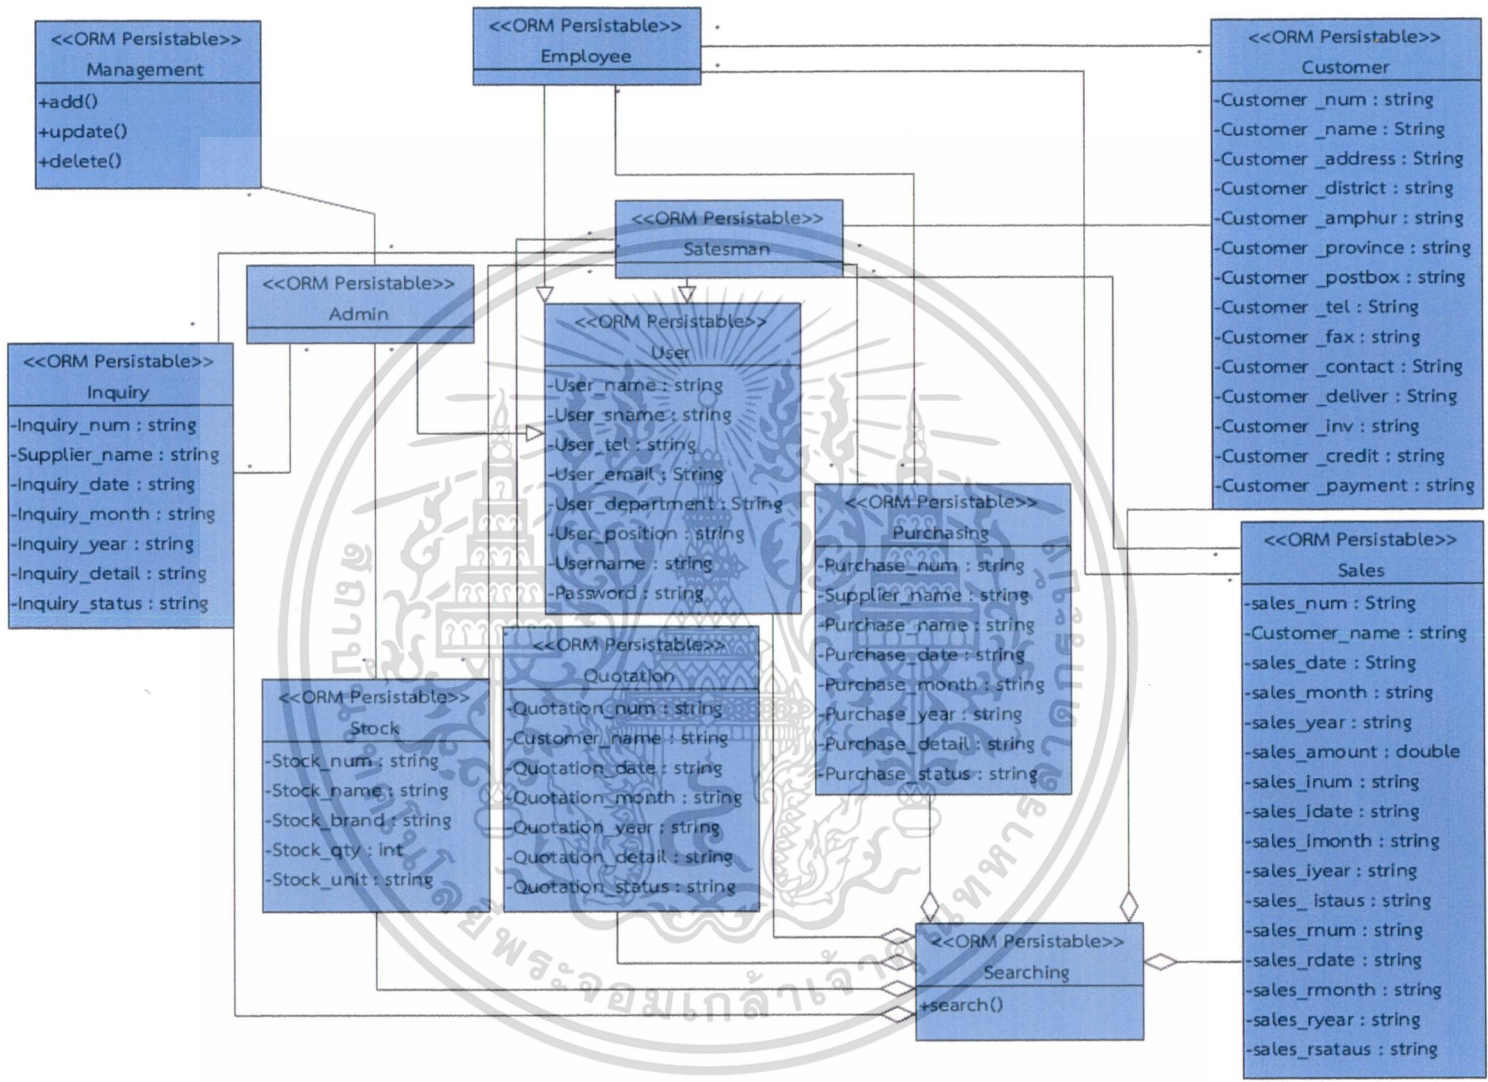 <<ORM Persistable>>
Management
+add()
+update()
+delete()
<<ORM Persistable>>
Employee
<<ORM Persistable>>
Customer
-Customer _num : string
-Customer _name : String
-Customer _address : String
-Customer _district : string
-Customer _amphur : string
-Customer _province : string
-Customer _postbox : string
-Customer _tel : String
-Customer _fax : string
-Customer _contact : String
-Customer _deliver : String
-Customer _inv : string
-Customer _credit : string
-Customer _payment : string
<<ORM Persistable>>
Salesman
<<ORM Persistable>>
Admin
<<ORM Persistable>>
Inquiry
-Inquiry_num : string
-Supplier_name : string
-Inquiry_date : string
-Inquiry_month : string
-Inquiry_year : string
-Inquiry_detail : string
-Inquiry_status : string
<<ORM Persistable>>
User
-User_name : string
-User_sname : string
-User_tel : string
-User_email : String
-User_department : String
-User_position : string
-Username : string
-Password : string
<<ORM Persistable>>
Purchasing
-Purchase_num : string
-Supplier_name : string
-Purchase_name : string
-Purchase_date : string
-Purchase_month : string
-Purchase_year : string
-Purchase_detail : string
-Purchase_status : string
<<ORM Persistable>>
Sales
-sales_num : String
-Customer_name : string
-sales_date : String
-sales_month : string
-sales_year : string
-sales_amount : double
-sales_inum : string
-sales_idate : string
-sales_imonth : string
-sales_iyear : string
-sales_ istaus : string
-sales_rnum : string
-sales_rdate : string
-sales_rmonth : string
-sales_ryear : string
-sales_rsataus : string
<<ORM Persistable>>
Stock
-Stock_num : string
-Stock_name : string
-Stock_brand : string
-Stock_qty : int
-Stock_unit : string
<<ORM Persistable>>
Quotation
-Quotation_num : string
-Customer_name : string
-Quotation_date : string
-Quotation_month : string
-Quotation_year : string
-Quotation_detail : string
-Quotation_status : string
<<ORM Persistable>>
Searching
+search()